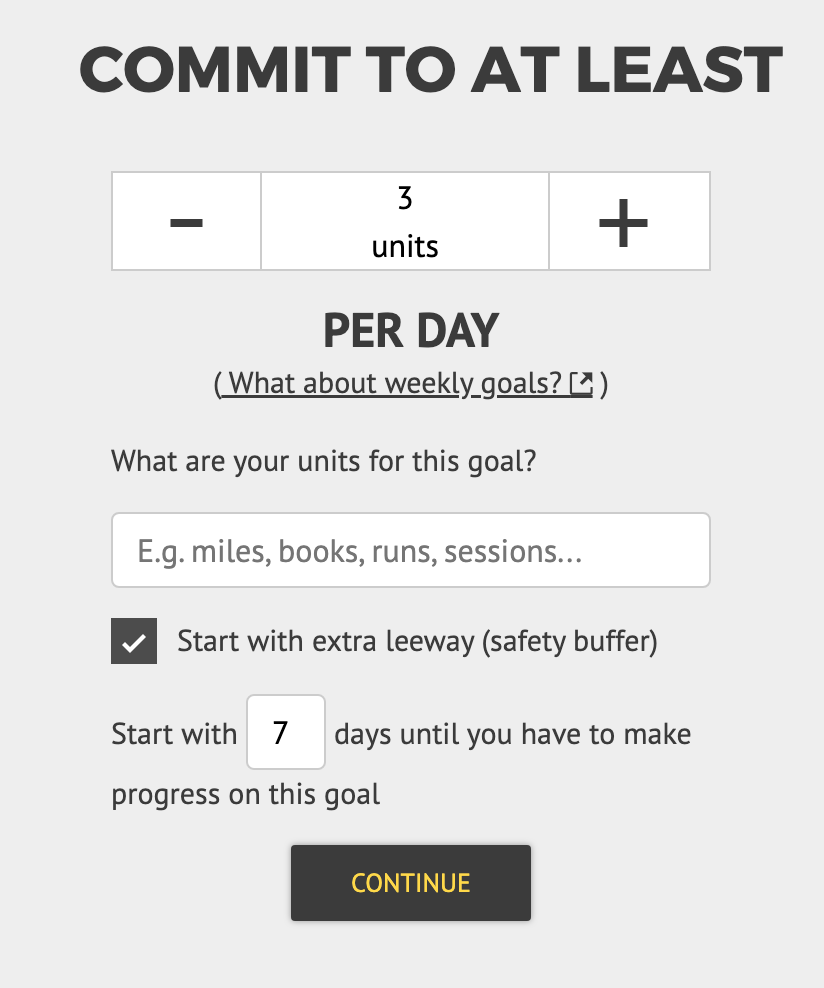 COMMIT TO AT LEAST
-
3
units
+
PER DAY
( What about weekly goals? )
What are your units for this goal?
E.g. miles, books, runs, sessions...
Start with extra leeway (safety buffer)
Start with 7 days until you have to make
progress on this goal
CONTINUE